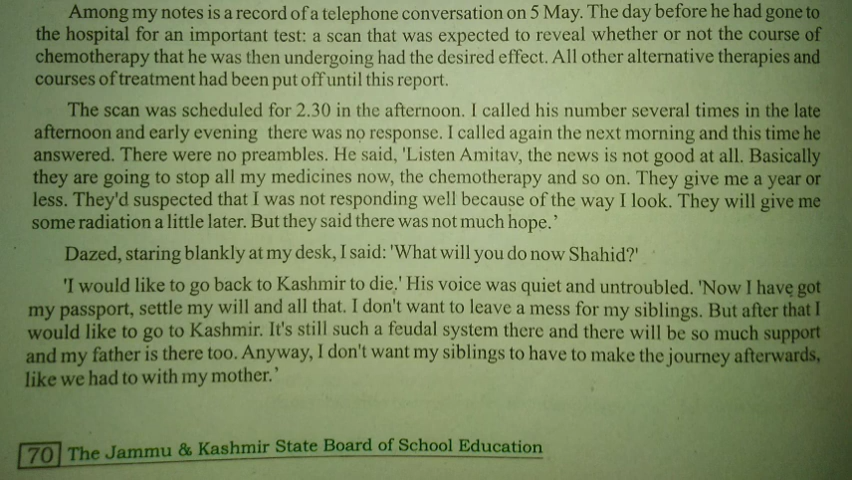 Among my notes is a record of a telephone conversation on 5 May. The day before he had gone to
the hospital for an important test: a scan that was expected to reveal whether or not the course of
chemotherapy that he was then undergoing had the desired effect. All other alternative therapies and
courses of treatment had been put off until this report.
The scan was scheduled for 2.30 in the afternoon. I called his number several times in the late
afternoon and early evening there was no response. I called again the next morning and this time he
answered. There were no preambles. He said, 'Listen Amitav, the news is not good at all. Basically
they are going to stop all my medicines now, the chemotherapy and so on. They give me a year or
less. They'd suspected that I was not responding well because of the way I look. They will give me
some radiation a little later. But they said there was not much hope.'
Dazed, staring blankly at my desk, I said: 'What will you do now Shahid?'
'I would like to go back to Kashmir to die.' His voice was quiet and untroubled. 'Now I have got
my passport, settle my will and all that. I don't want to leave a mess for my siblings. But after that I
would like to go to Kashmir. It's still such a feudal system there and there will be so much support
and my father is there too. Anyway, I don't want my siblings to have to make the journey afterwards,
like we had to with my mother.'
70 The Jammu & Kashmir State Board of School Education